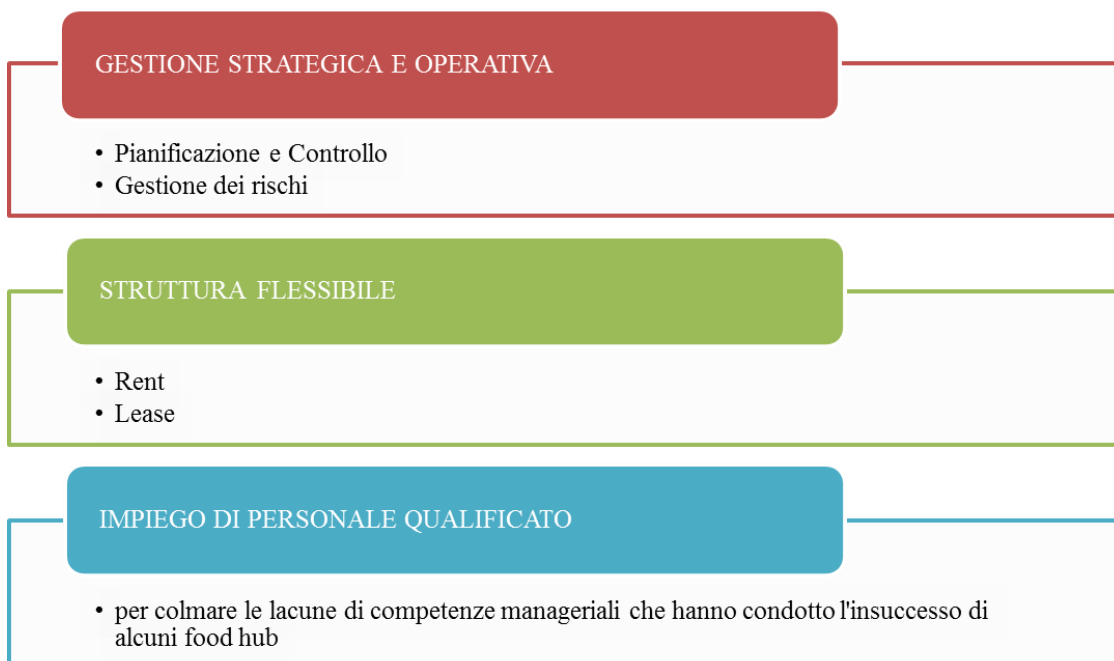 GESTIONE STRATEGICA E OPERATIVA
• Pianificazione e Controllo
• Gestione dei rischi
STRUTTURA FLESSIBILE
• Rent
• Lease
IMPIEGO DI PERSONALE QUALIFICATO
• per colmare le lacune di competenze manageriali che hanno condotto l'insuccesso di
alcuni food hub